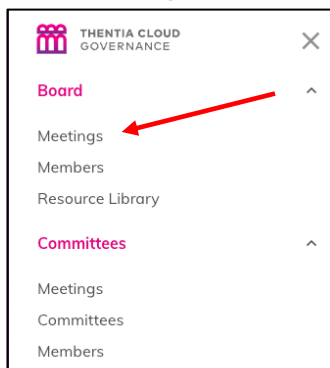 THENTIA CLOUD
GOVERNANCE
Board
Meetings
Members
Resource Library
Committees
Meetings
Committees
Members